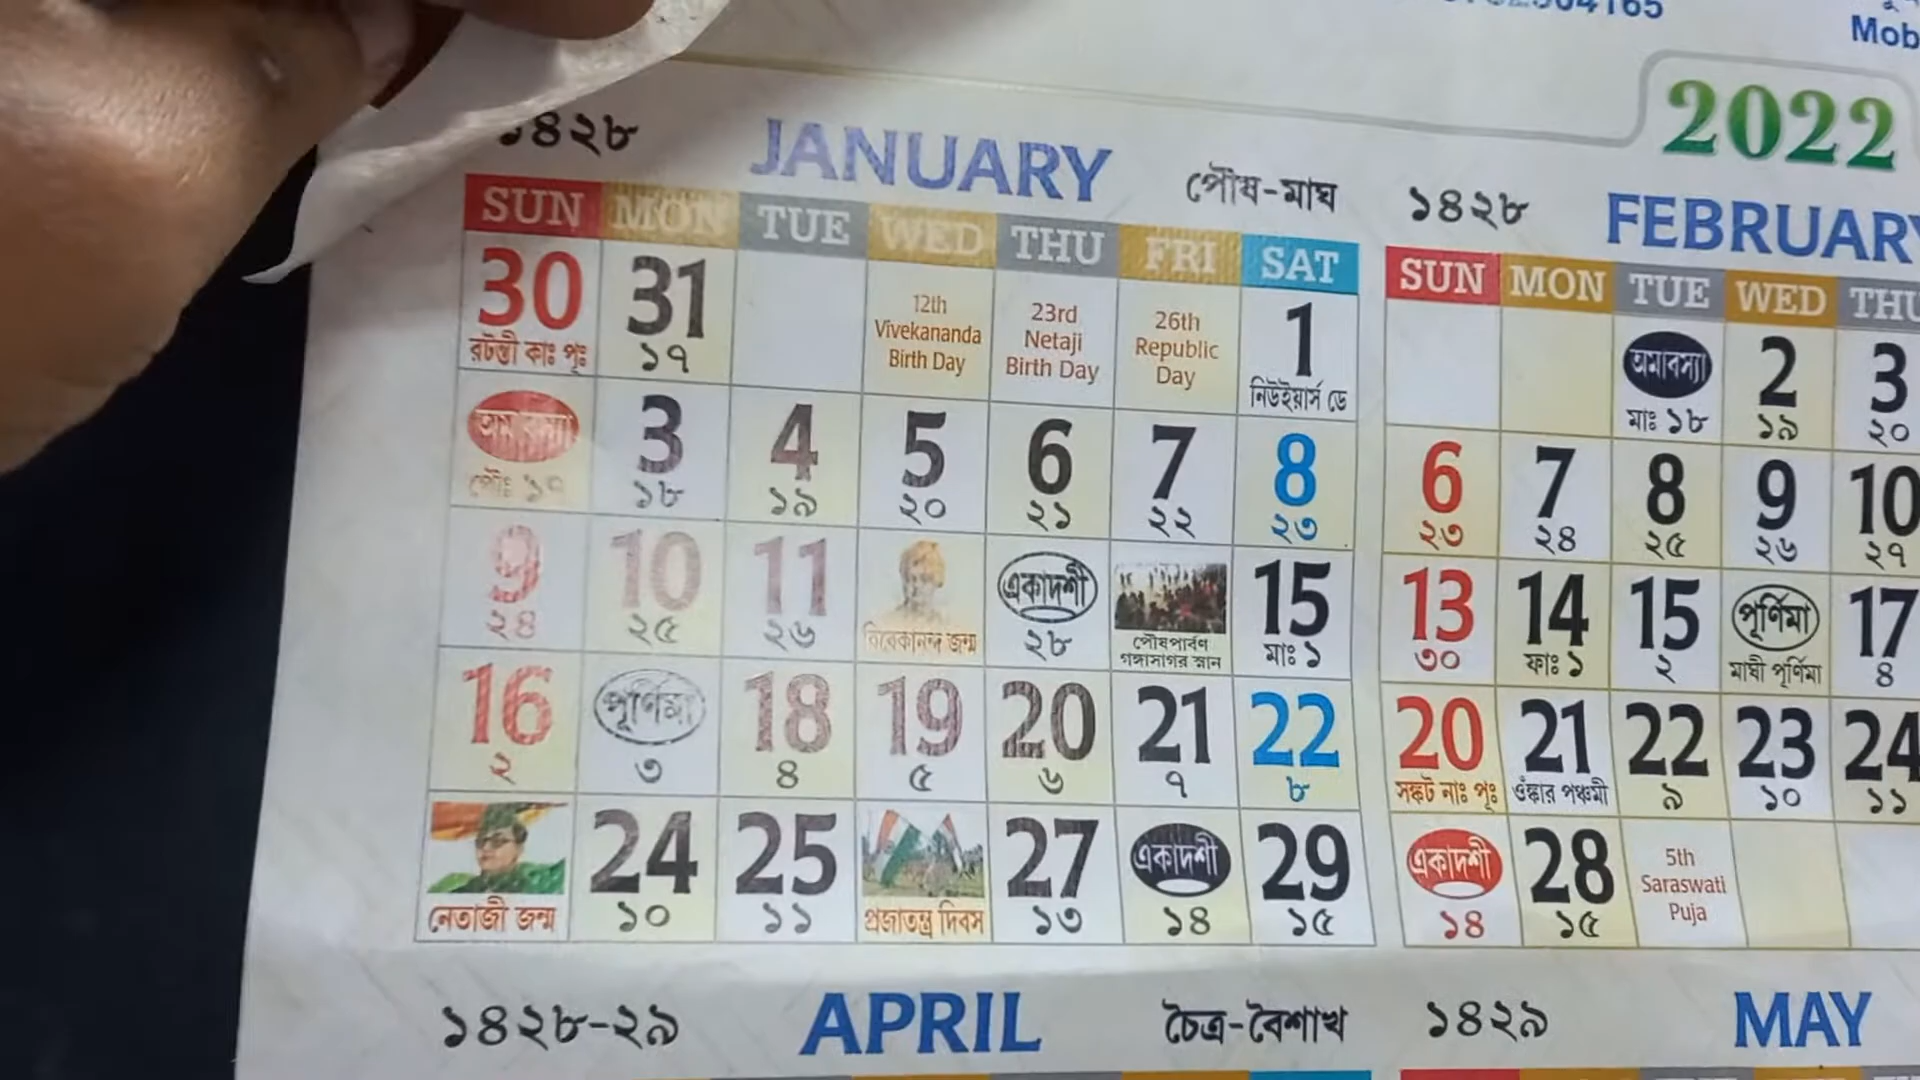 Mob
2022
১৪২৮ JANUARY পৌষ-মাঘ
SUN MON TUE WED THU FRI SAT
30 31 12th Vivekananda Birth Day 23rd Netaji Birth Day 26th Republic Day 1
রটন্তী কাঃ পূঃ ১৭ নিউইয়ার্স ডে
অমাবস্যা 3 4 5 6 7 8
পৌঃ ১৭ ১৮ ১৯ ২০ ২১ ২২ ২৩
9 10 11 একাদশী 15
২৪ ২৫ ২৬ বিবেকানন্দ জন্ম ২৮ পৌষপার্বণ গঙ্গাসাগর স্নান মাঃ ১
16 পূর্ণিমা 18 19 20 21 22
২ ৩ ৪ ৫ ৬ ৭ ৮
24 25 27 একাদশী 29
নেতাজী জন্ম ১০ ১১ প্রজাতন্ত্র দিবস ১৩ ১৪ ১৫
১৪২৮ FEBRUARY
SUN MON TUE WED THU
অমাবস্যা 2 3
মাঃ ১৮ ১৯ ২০
6 7 8 9 10
২৩ ২৪ ২৫ ২৬ ২৭
13 14 15 পূর্ণিমা 17
৩০ ফাঃ ১ ২ মাঘী পূর্ণিমা ৪
20 21 22 23 24
সঙ্কট নাঃ পূঃ ওঁঙ্কার পঞ্চমী ৯ ১০ ১১
একাদশী 28 5th Saraswati Puja
১৪ ১৫
১৪২৮-২৯ APRIL চৈত্র-বৈশাখ
১৪২৯ MAY